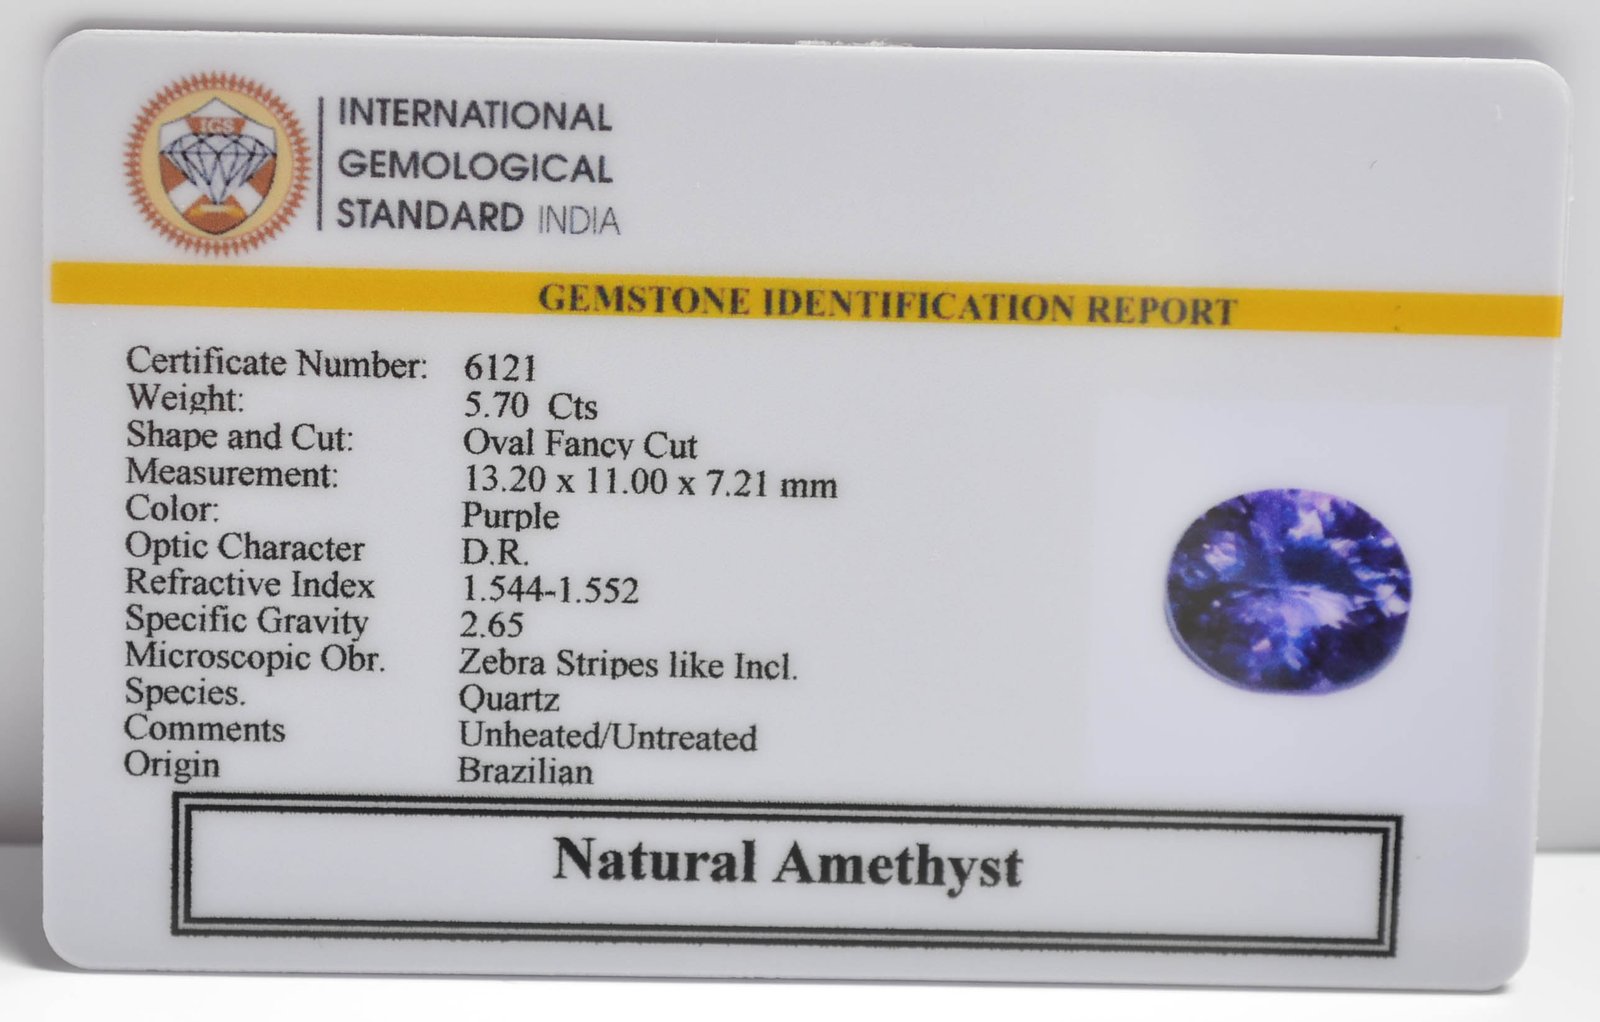 IGS
INTERNATIONAL
GEMOLOGICAL
STANDARD INDIA
GEMSTONE IDENTIFICATION REPORT
Certificate Number: 6121
Weight: 5.70 Cts
Shape and Cut: Oval Fancy Cut
Measurement: 13.20 x 11.00 x 7.21 mm
Color: Purple
Optic Character D.R.
Refractive Index 1.544-1.552
Specific Gravity 2.65
Microscopic Obr. Zebra Stripes like Incl.
Species. Quartz
Comments Unheated/Untreated
Origin Brazilian
Natural Amethyst